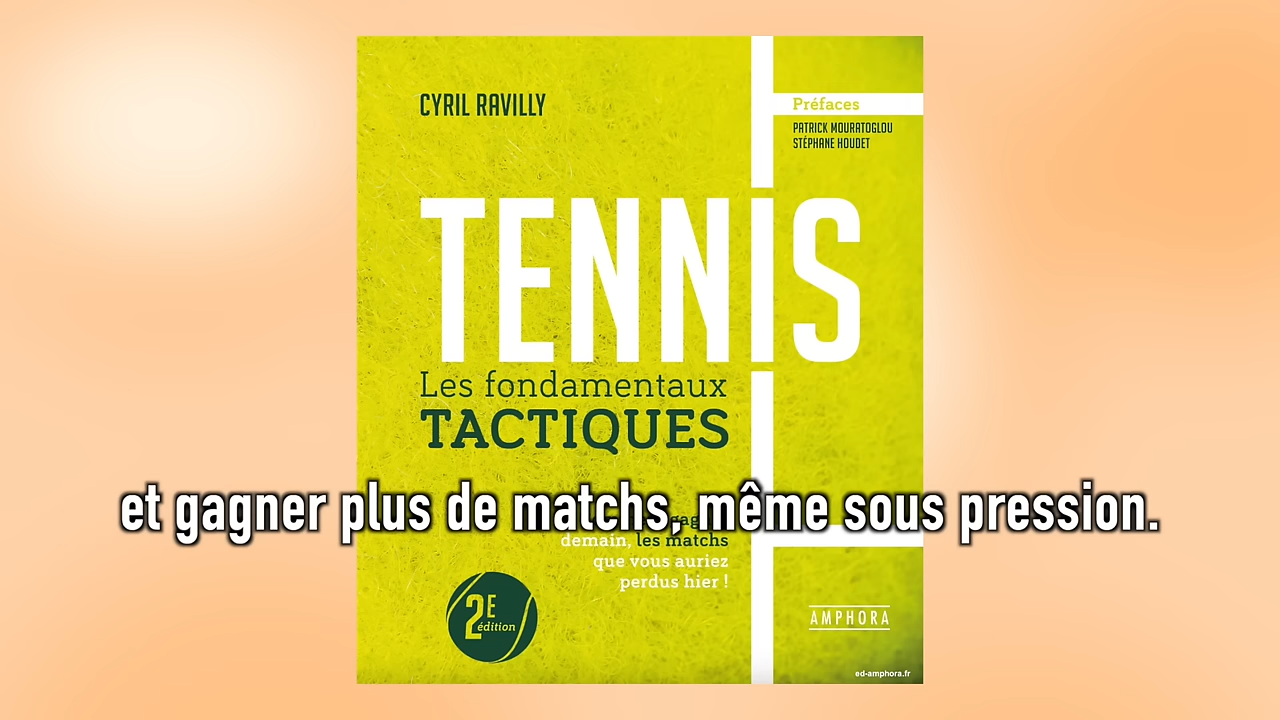 CYRIL RAVILLY
Préfaces
PATRICK MOURATOGLOU
STÉPHANE HOUDET
TENNIS
Les fondamentaux
TACTIQUES
et gagner plus de matchs, même sous pression.
demain, les matchs
que vous auriez
perdus hier !
2E
édition
AMPHORA
ed-amphora.fr